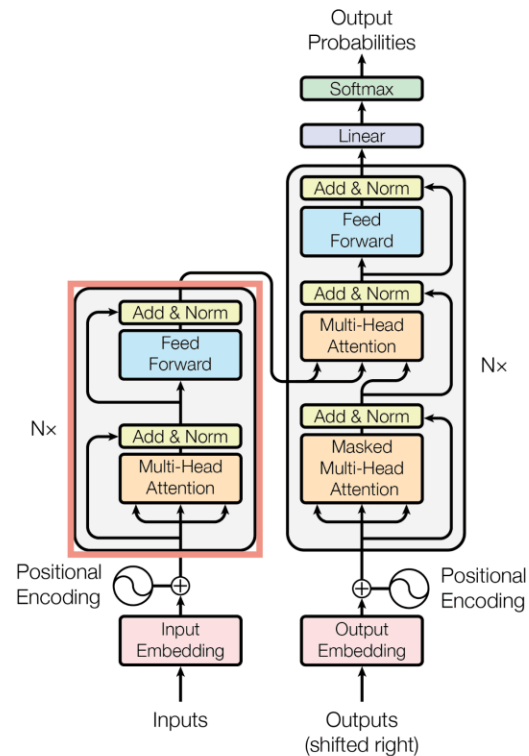 Output
Probabilities
Softmax
Linear
Add & Norm
Feed
Forward
Add & Norm
Multi-Head
Attention
Add & Norm
Masked
Multi-Head
Attention
N×
Add & Norm
Feed
Forward
Add & Norm
Multi-Head
Attention
N×
Positional
Encoding
Positional
Encoding
Input
Embedding
Output
Embedding
Inputs
Outputs
(shifted right)